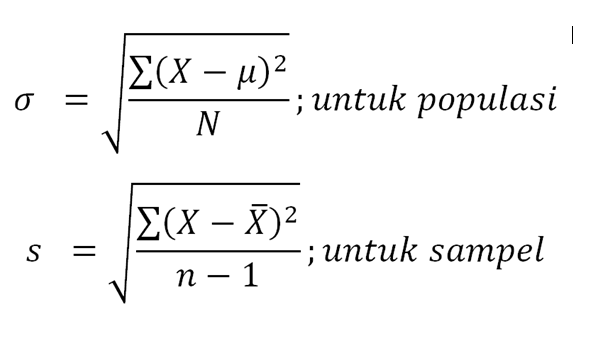 σ = √(∑(X − μ)² / N) ; untuk populasi
s = √(∑(X − X̄)² / (n − 1)) ; untuk sampel